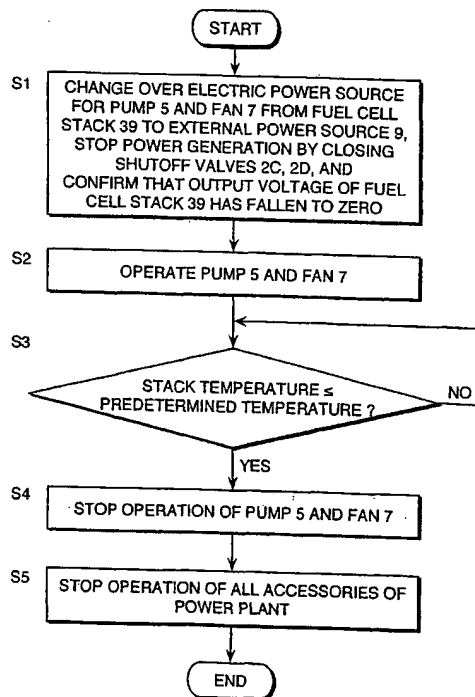 START
S1
CHANGE OVER ELECTRIC POWER SOURCE
FOR PUMP 5 AND FAN 7 FROM FUEL CELL
STACK 39 TO EXTERNAL POWER SOURCE 9,
STOP POWER GENERATION BY CLOSING
SHUTOFF VALVES 2C, 2D, AND
CONFIRM THAT OUTPUT VOLTAGE OF FUEL
CELL STACK 39 HAS FALLEN TO ZERO
S2
OPERATE PUMP 5 AND FAN 7
S3
STACK TEMPERATURE ≤
PREDETERMINED TEMPERATURE ?
NO
YES
S4
STOP OPERATION OF PUMP 5 AND FAN 7
S5
STOP OPERATION OF ALL ACCESSORIES OF
POWER PLANT
END